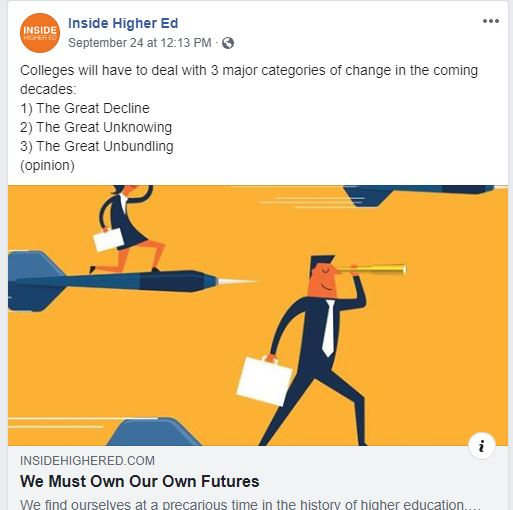 INSIDE
HIGHER ED
Inside Higher Ed
September 24 at 12:13 PM ·
Colleges will have to deal with 3 major categories of change in the coming
decades:
1) The Great Decline
2) The Great Unknowing
3) The Great Unbundling
(opinion)
i
INSIDEHIGHERED.COM
We Must Own Our Own Futures
We find ourselves at a precarious time in the history of higher education....